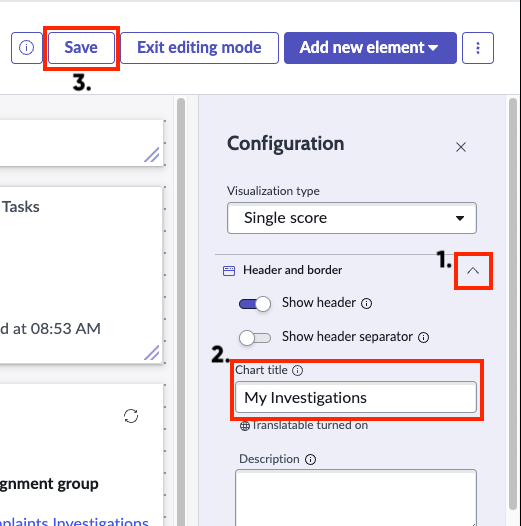 Save
Exit editing mode
Add new element
3.
Configuration
Visualization type
Single score
Tasks
1.
Header and border
Show header
d at 08:53 AM
Show header separator
2.
Chart title
My Investigations
Translatable turned on
Description
gnment group
plaints Investigations